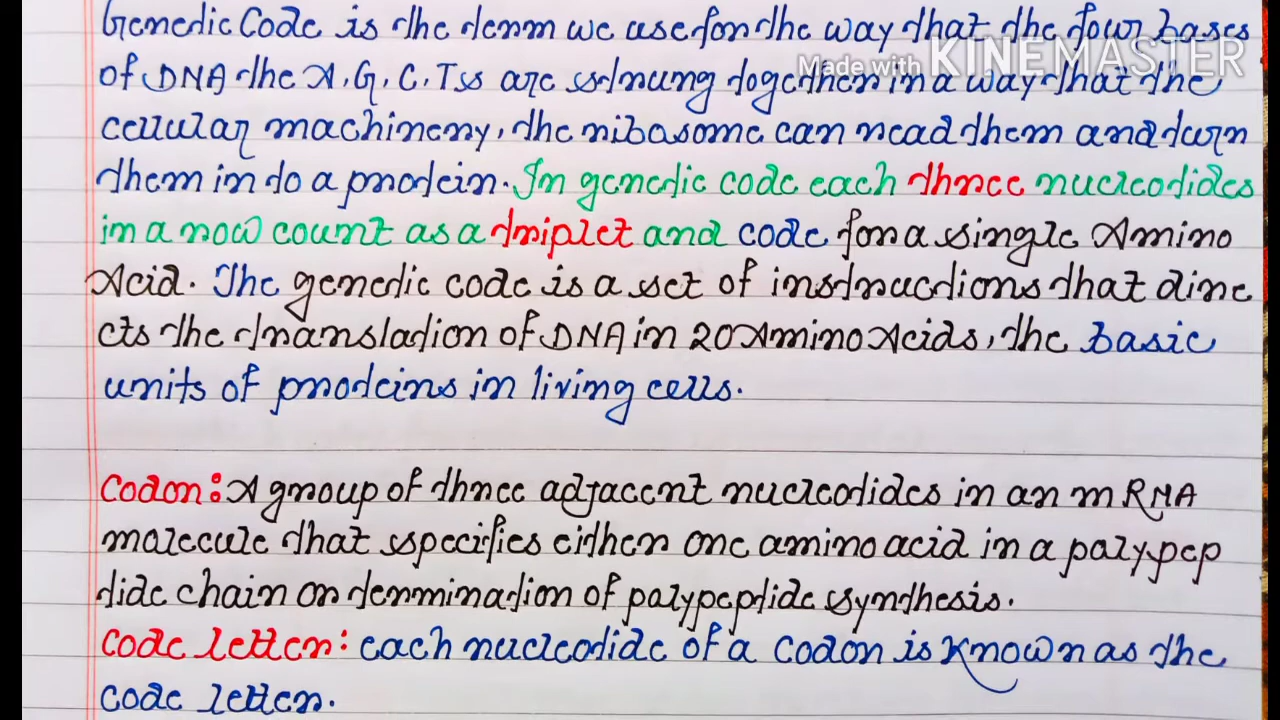 Genetic Code is the term we use for the way that the four bases
of DNA the A, G, C, Tss are strung together in a way that the
Made with KINEMASTER
cellular machinery, the ribosome can read them and turn
them in to a protein. In genetic code each three nucleotides
in a row count as a triplet and code for a single Amino
Acid. The genetic code is a set of instructions that dire
cts the translation of DNA in 20 Amino Acids, the basic
units of proteins in living cells.
Codon: A group of three adjacent nucleotides in an mRNA
molecule that specifies either one amino acid in a polypep
tide chain or termination of polypeptide synthesis.
Code letter: each nucleotide of a codon is known as the
code letter.